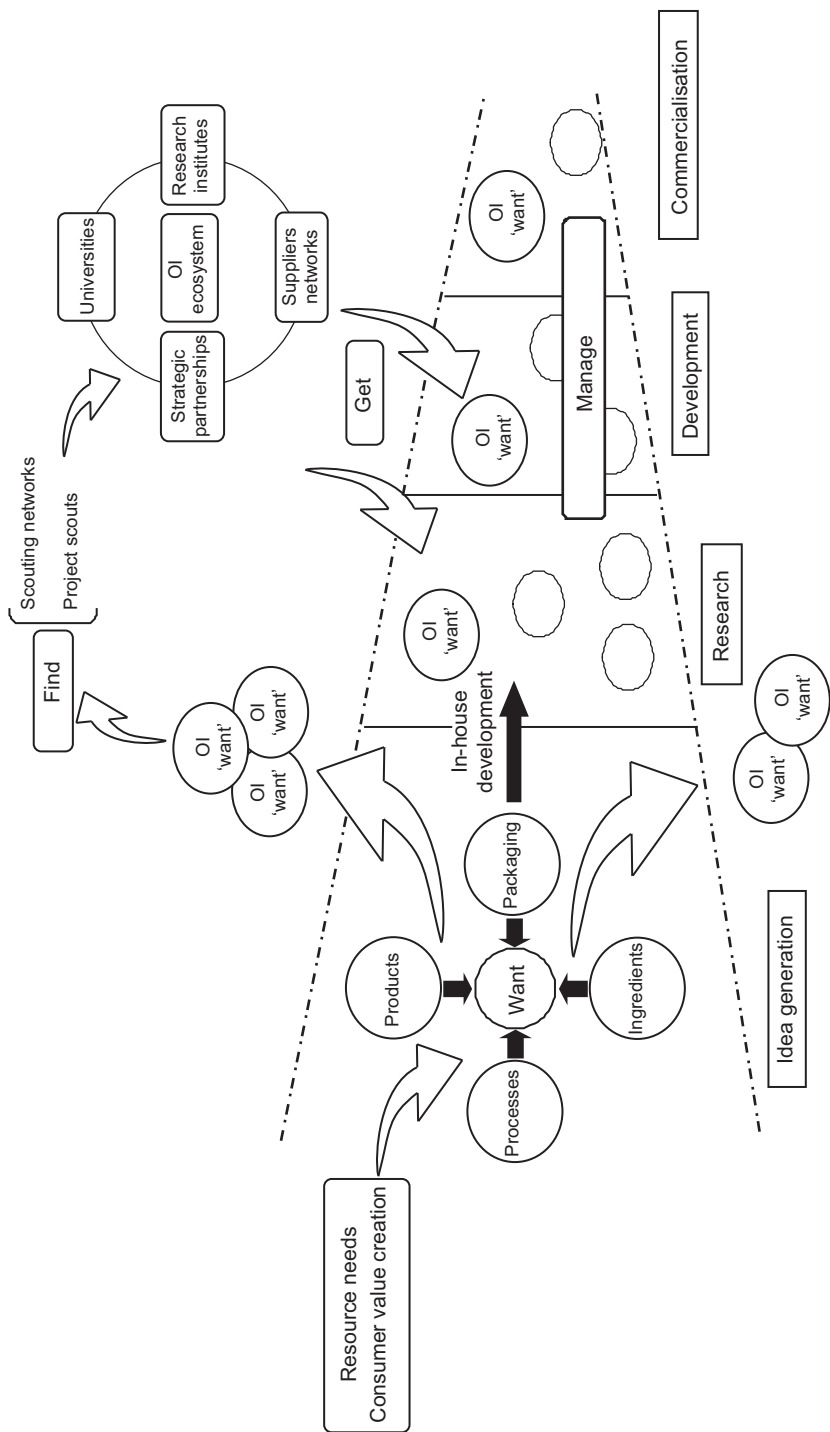 Resource needs
Consumer value creation
Processes
Products
Want
Ingredients
Packaging
In-house
development
OI
'want'
OI
'want'
OI
'want'
Find
Scouting networks
Project scouts
Universities
Strategic
partnerships
OI
ecosystem
Research
institutes
Suppliers
networks
Get
OI
'want'
OI
'want'
OI
'want'
Manage
OI
'want'
OI
'want'
Idea generation
Research
Development
Commercialisation